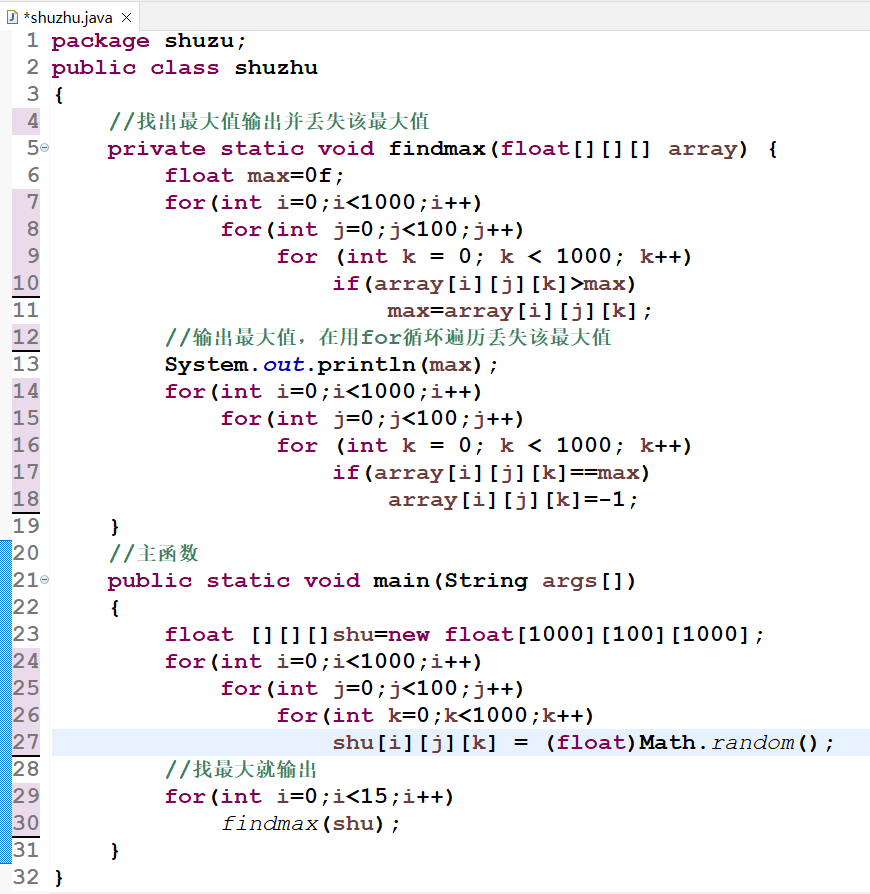 *shuzhu.java
1 package shuzu;
2 public class shuzhu
3 {
4     //找出最大值输出并丢失该最大值
5     private static void findmax(float[][][] array) {
6         float max=0f;
7         for(int i=0;i<1000;i++)
8             for(int j=0;j<100;j++)
9                 for (int k = 0; k < 1000; k++)
10                     if(array[i][j][k]>max)
11                         max=array[i][j][k];
12         //输出最大值，在用for循环遍历丢失该最大值
13         System.out.println(max);
14         for(int i=0;i<1000;i++)
15             for(int j=0;j<100;j++)
16                 for (int k = 0; k < 1000; k++)
17                     if(array[i][j][k]==max)
18                         array[i][j][k]=-1;
19     }
20     //主函数
21     public static void main(String args[])
22     {
23         float [][][]shu=new float[1000][100][1000];
24         for(int i=0;i<1000;i++)
25             for(int j=0;j<100;j++)
26                 for(int k=0;k<1000;k++)
27                     shu[i][j][k] = (float)Math.random();
28         //找最大就输出
29         for(int i=0;i<15;i++)
30             findmax(shu);
31     }
32 }